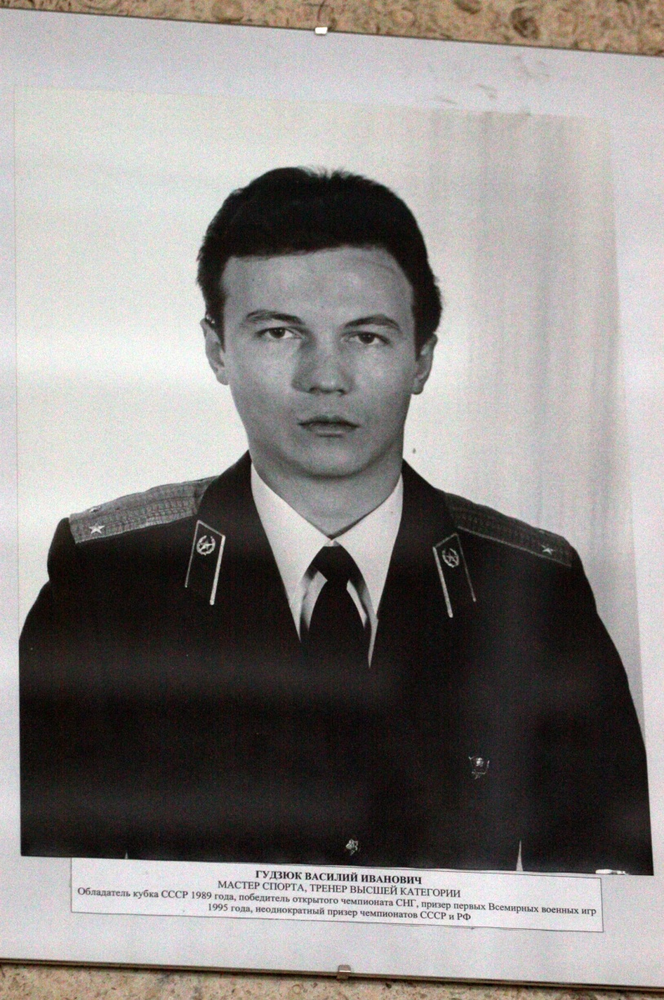 ГУДЗЮК ВАСИЛИЙ ИВАНОВИЧ
МАСТЕР СПОРТА, ТРЕНЕР ВЫСШЕЙ КАТЕГОРИИ
Обладатель кубка СССР 1989 года, победитель открытого чемпионата СНГ, призер первых Всемирных военных игр
1995 года, неоднократный призер чемпионатов СССР и РФ